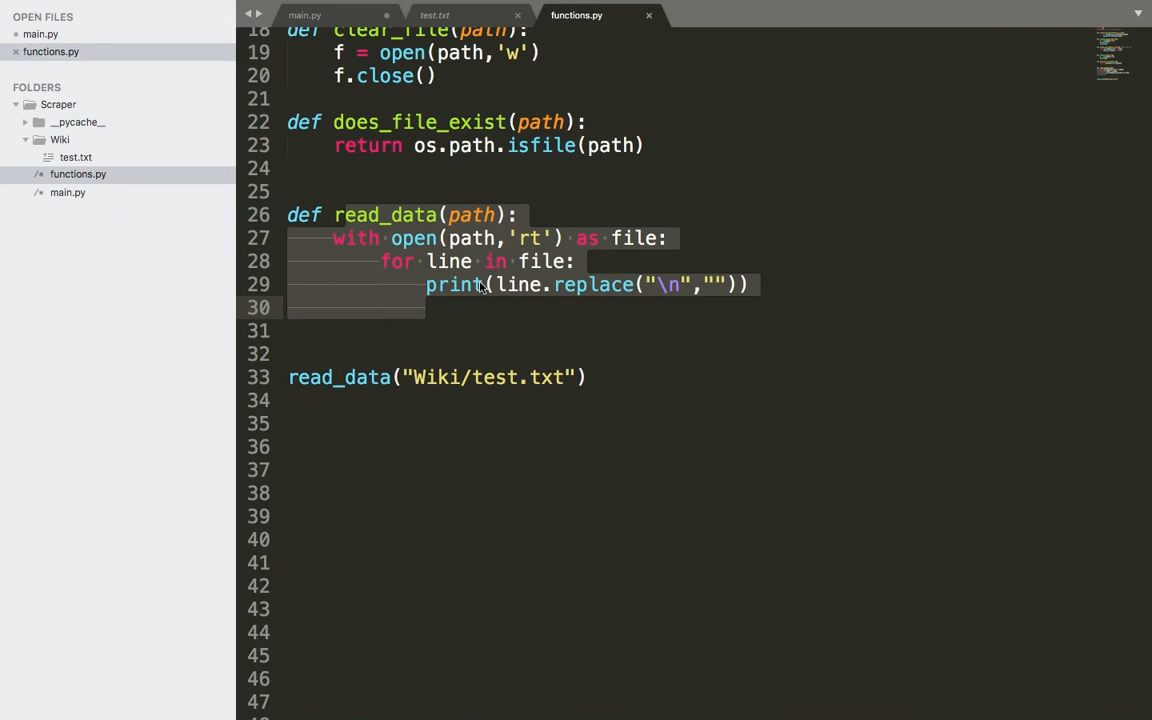 OPEN FILES
main.py
functions.py
FOLDERS
Scraper
__pycache__
Wiki
test.txt
functions.py
main.py
main.py
test.txt
functions.py
18 def clear_file(path):
19 f = open(path,'w')
20 f.close()
21
22 def does_file_exist(path):
23 return os.path.isfile(path)
24
25
26 def read_data(path):
27 with open(path,'rt') as file:
28 for line in file:
29 print(line.replace("\n",""))
30
31
32
33 read_data("Wiki/test.txt")
34
35
36
37
38
39
40
41
42
43
44
45
46
47